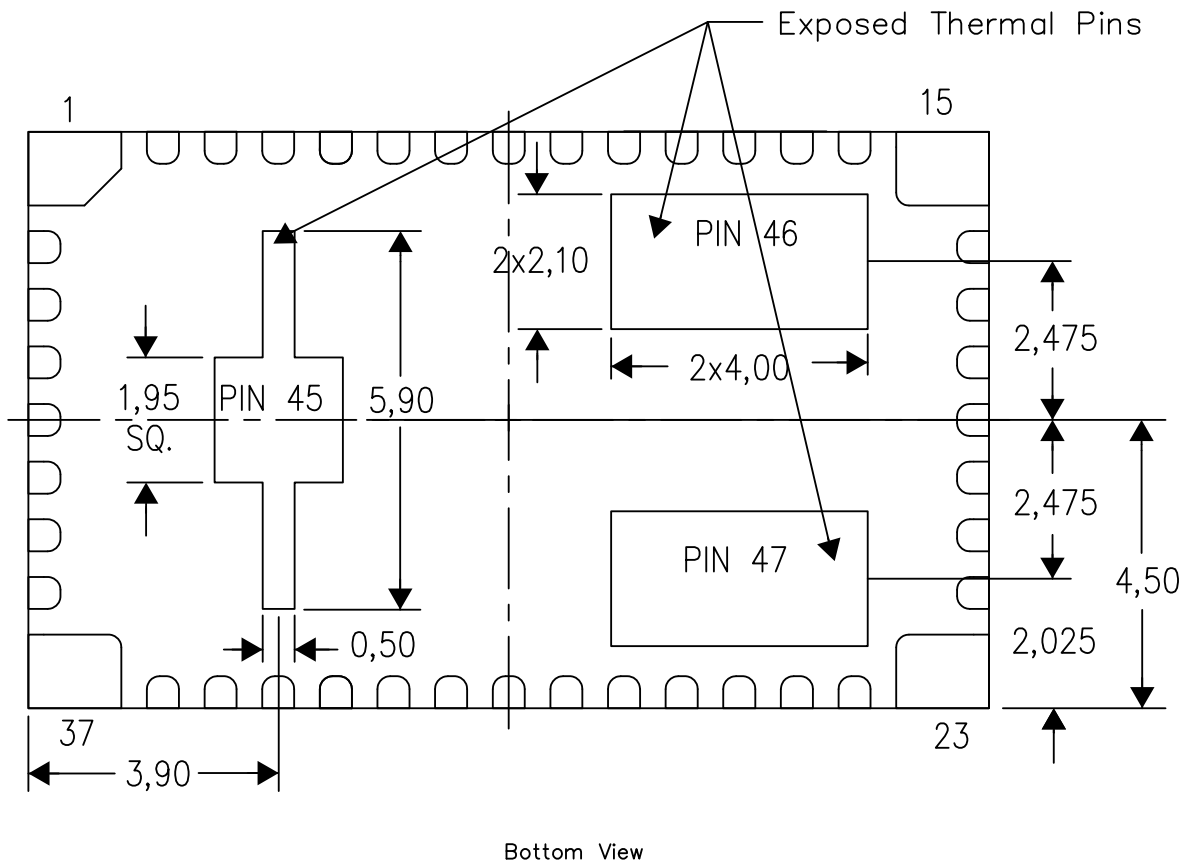 Exposed Thermal Pins
1
15
PIN 46
2x2,10
2,475
2x4,00
1,95
SQ.
PIN 45
5,90
2,475
PIN 47
4,50
0,50
2,025
37
23
3,90
Bottom View